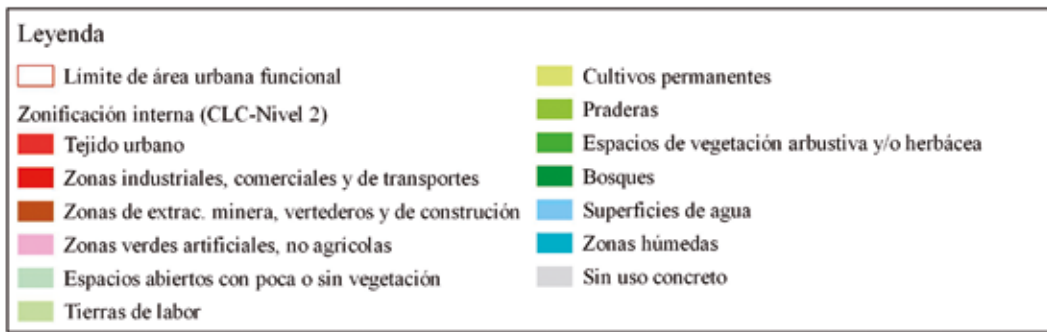 Leyenda
Límite de área urbana funcional
Zonificación interna (CLC-Nivel 2)
Tejido urbano
Zonas industriales, comerciales y de transportes
Zonas de extrac. minera, vertederos y de construción
Zonas verdes artificiales, no agrícolas
Espacios abiertos con poca o sin vegetación
Tierras de labor
Cultivos permanentes
Praderas
Espacios de vegetación arbustiva y/o herbácea
Bosques
Superficies de agua
Zonas húmedas
Sin uso concreto